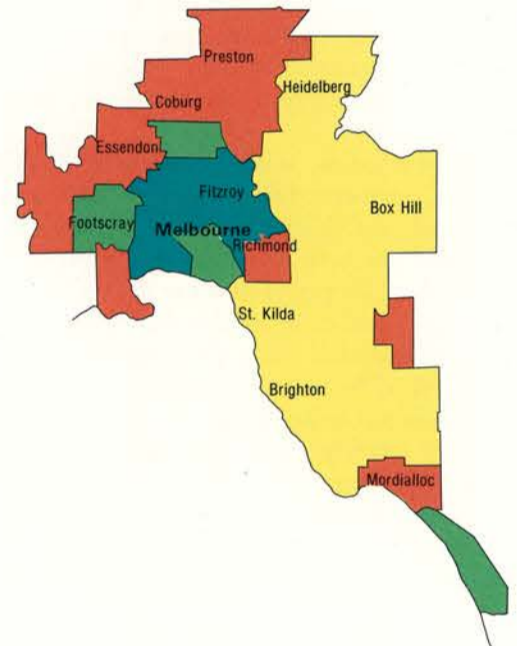 Preston
Heidelberg
Coburg
Essendon
Fitzroy
Box Hill
Footscray
Melbourne
Richmond
St. Kilda
Brighton
Mordialloc